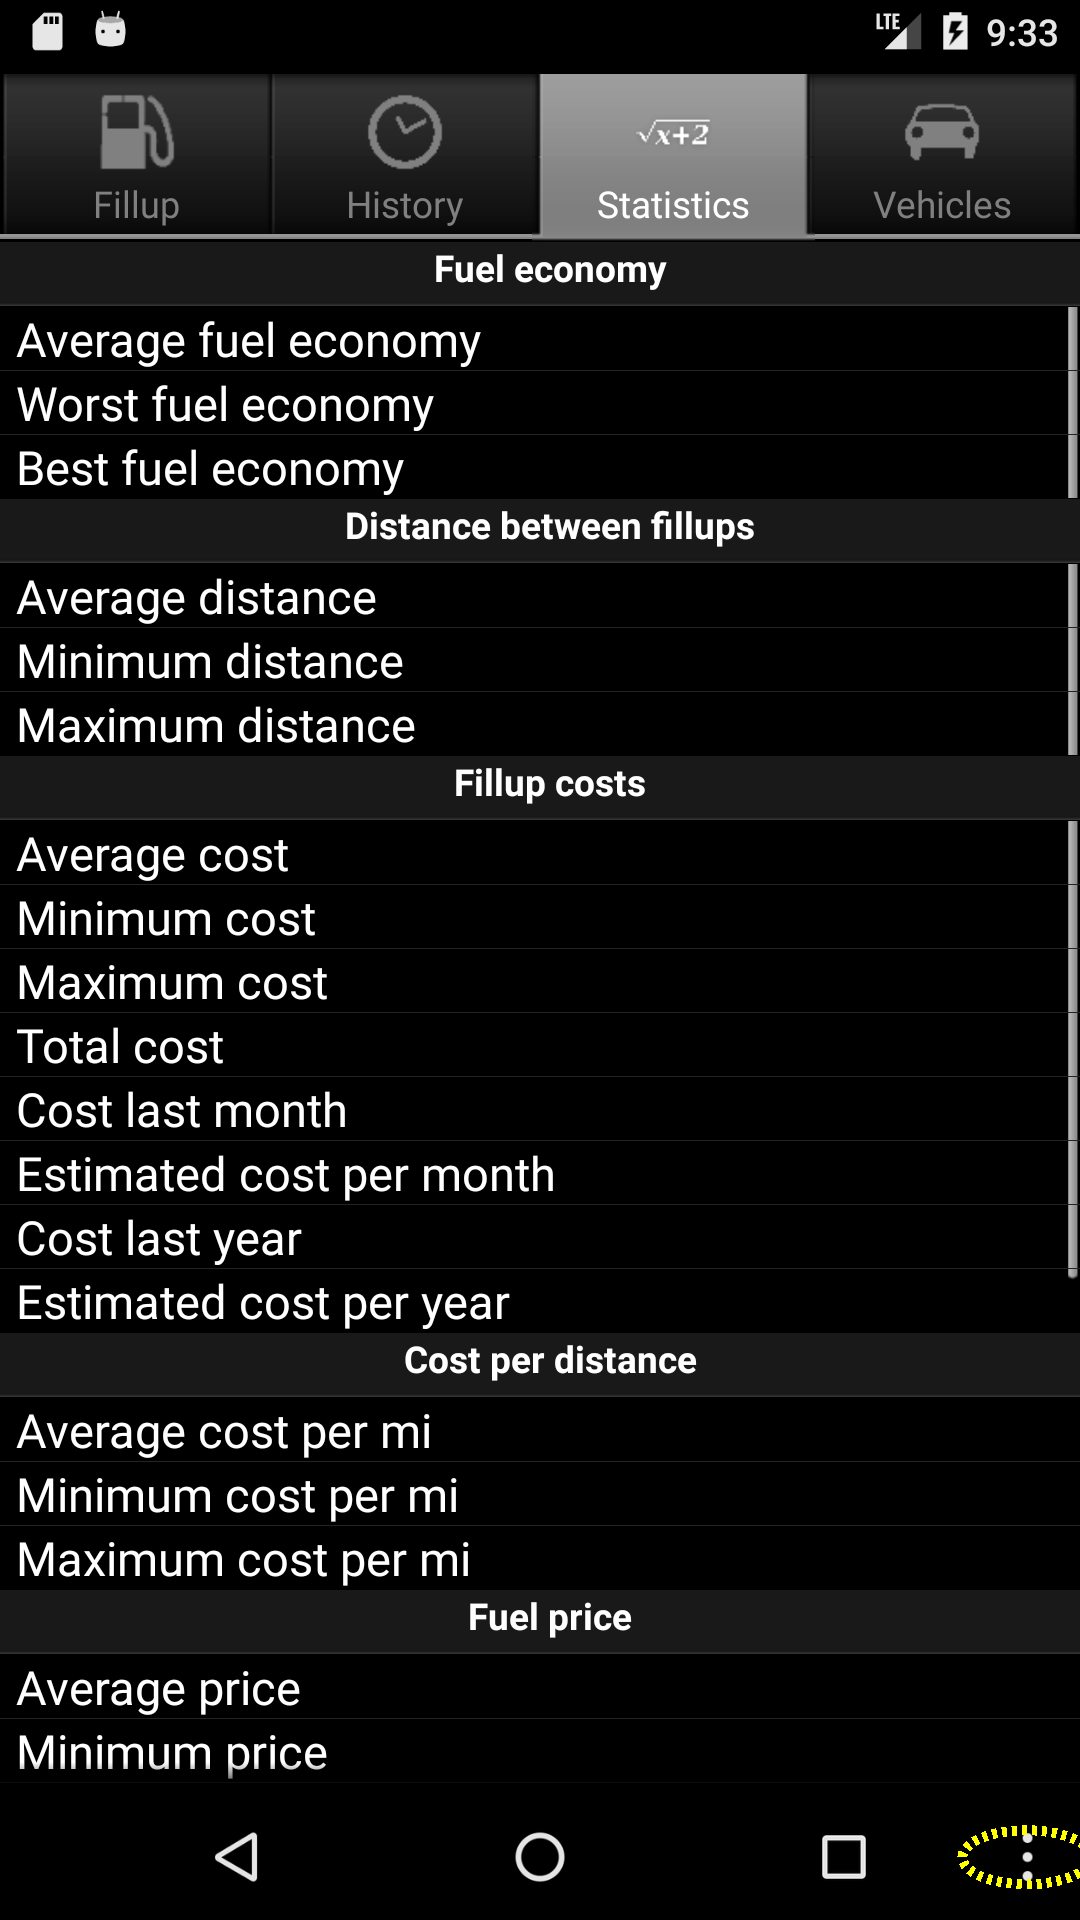 LTE 9:33
√x+2
Fillup History Statistics Vehicles
Fuel economy
Average fuel economy
Worst fuel economy
Best fuel economy
Distance between fillups
Average distance
Minimum distance
Maximum distance
Fillup costs
Average cost
Minimum cost
Maximum cost
Total cost
Cost last month
Estimated cost per month
Cost last year
Estimated cost per year
Cost per distance
Average cost per mi
Minimum cost per mi
Maximum cost per mi
Fuel price
Average price
Minimum price